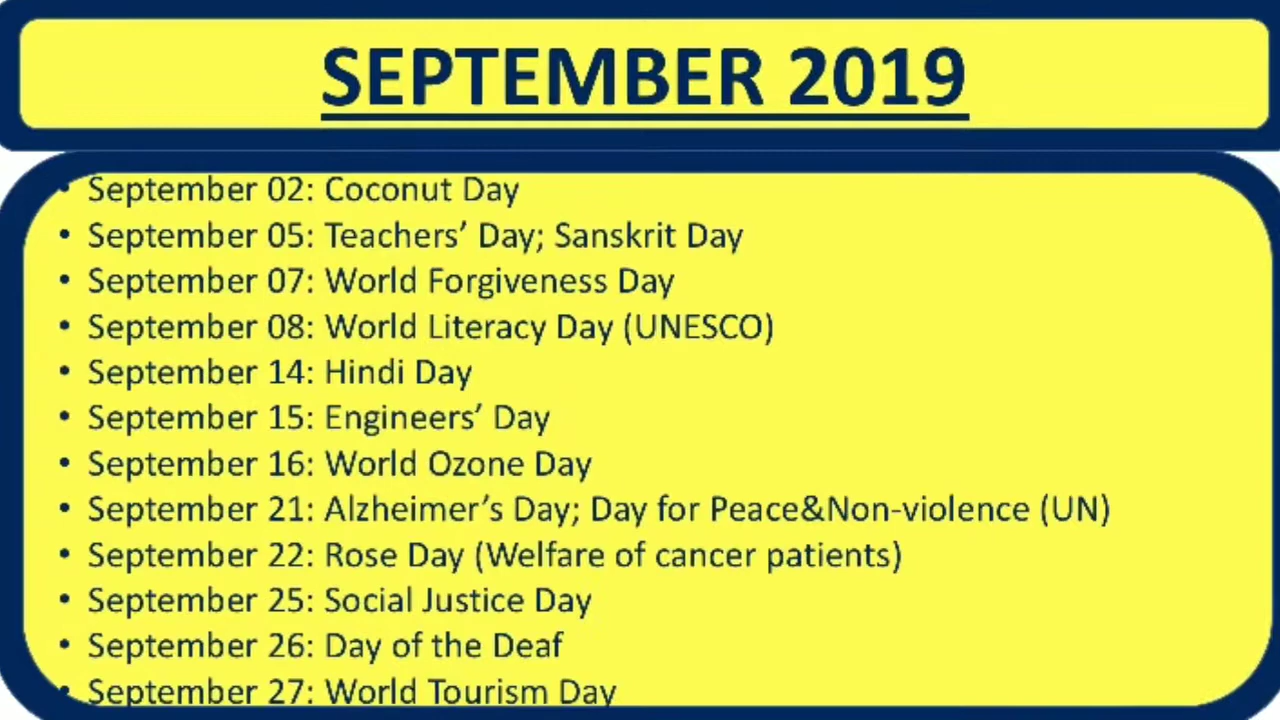 SEPTEMBER 2019
• September 02: Coconut Day
• September 05: Teachers’ Day; Sanskrit Day
• September 07: World Forgiveness Day
• September 08: World Literacy Day (UNESCO)
• September 14: Hindi Day
• September 15: Engineers’ Day
• September 16: World Ozone Day
• September 21: Alzheimer’s Day; Day for Peace&Non-violence (UN)
• September 22: Rose Day (Welfare of cancer patients)
• September 25: Social Justice Day
• September 26: Day of the Deaf
• September 27: World Tourism Day